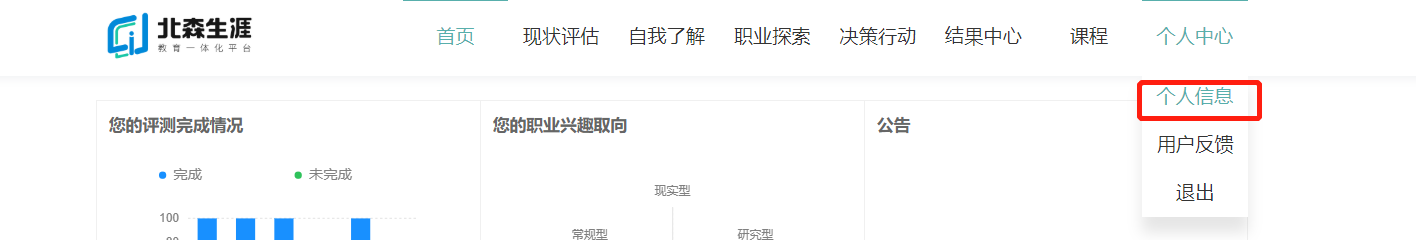 北森生涯
教育一体化平台
首页
现状评估
自我了解
职业探索
决策行动
结果中心
课程
个人中心
个人信息
用户反馈
退出
您的评测完成情况
完成
未完成
100
80
您的职业兴趣取向
现实型
常规型
研究型
公告